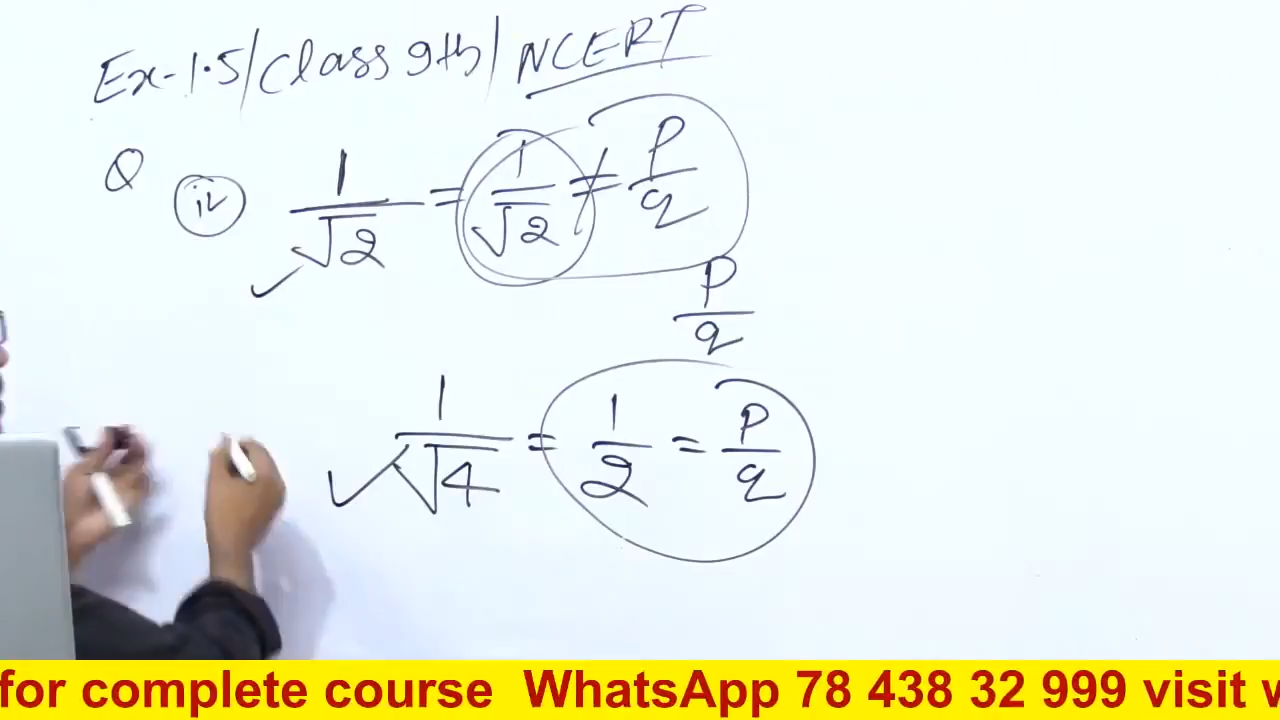 Ex-1.5/Class 9th/NCERT
Q (iv) 1/√2 = 1/√2 ≠ P/q
P/q
1/√4 = 1/2 = P/q
for complete course WhatsApp 78 438 32 999 visit